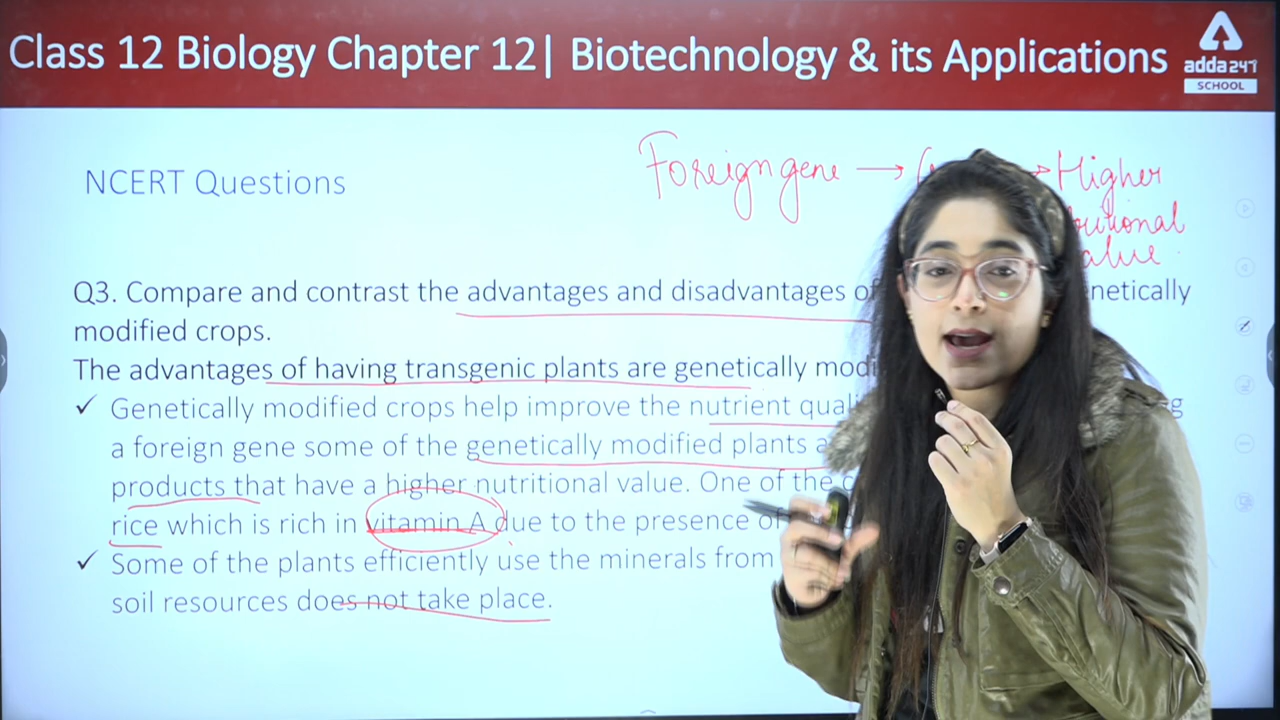 Class 12 Biology Chapter 12| Biotechnology & its Applications
adda247
SCHOOL
NCERT Questions
Foreign gene → → Higher
value
Q3. Compare and contrast the advantages and disadvantages of
modified crops.
The advantages of having transgenic plants are genetically
✓ Genetically modified crops help improve the nutrient
a foreign gene some of the genetically modified plants
products that have a higher nutritional value. One of the
rice which is rich in vitamin A due to the presence of
✓ Some of the plants efficiently use the minerals from
soil resources does not take place.